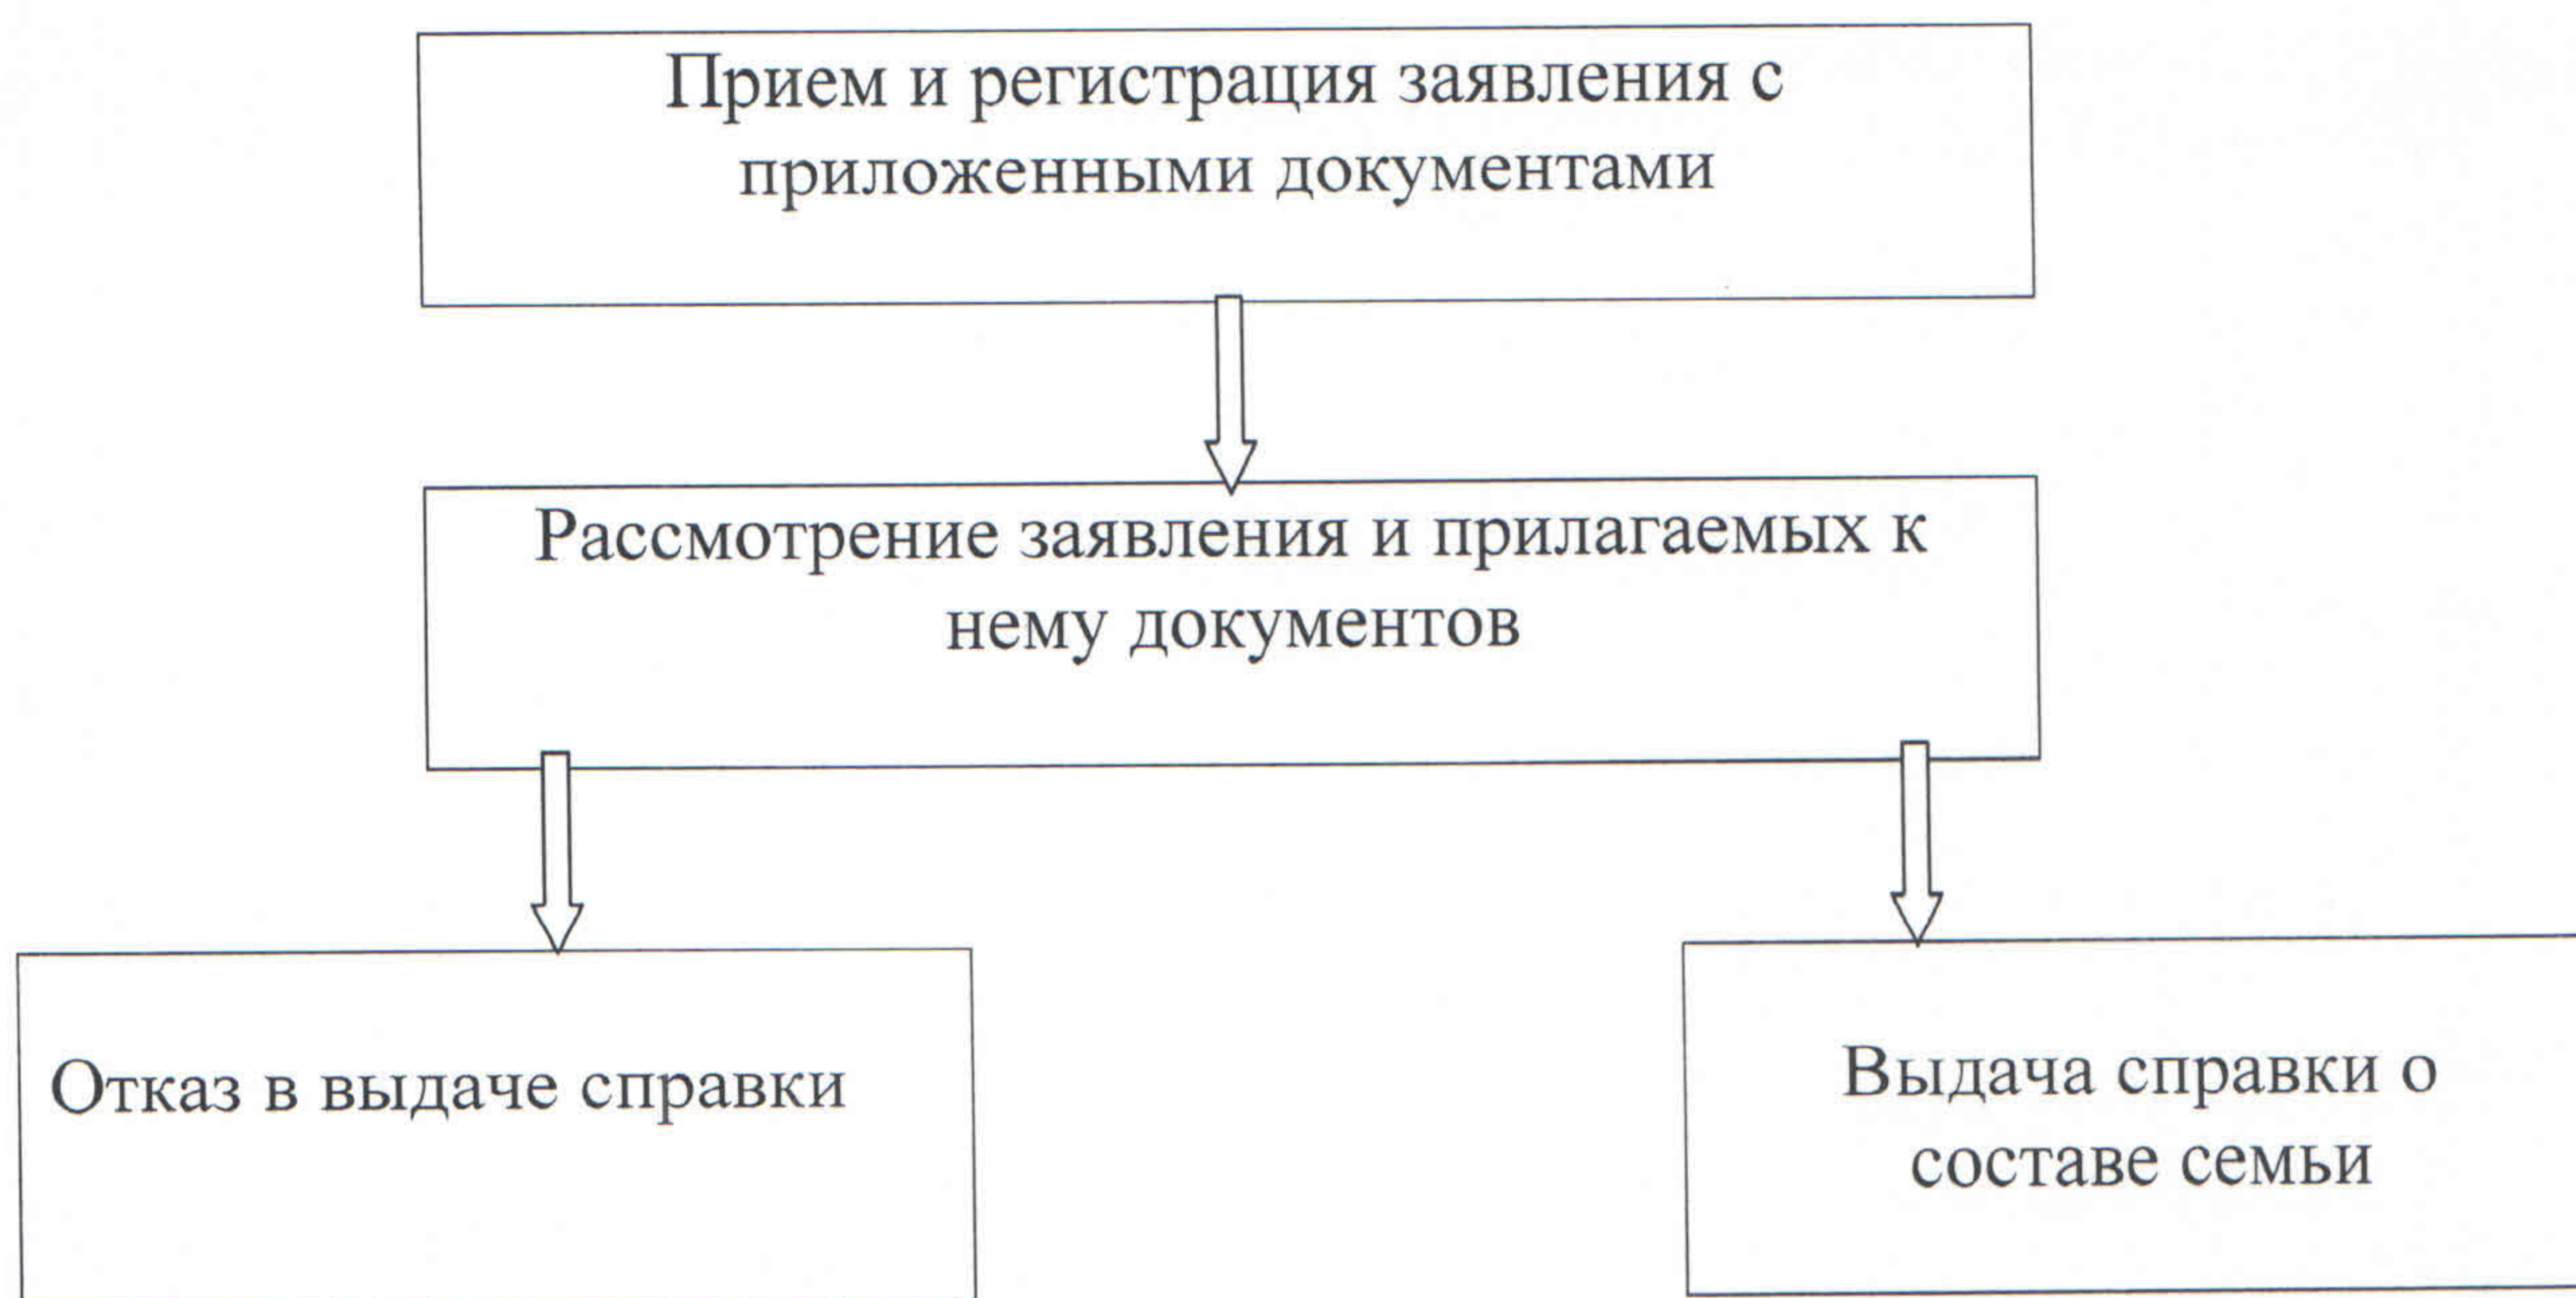 Прием и регистрация заявления с
приложенными документами
Рассмотрение заявления и прилагаемых к
нему документов
Отказ в выдаче справки
Выдача справки о
составе семьи